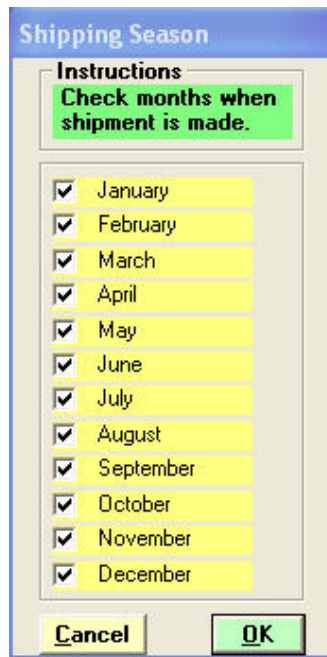 Shipping Season
Instructions
Check months when
shipment is made.
January
February
March
April
May
June
July
August
September
October
November
December
Cancel
OK